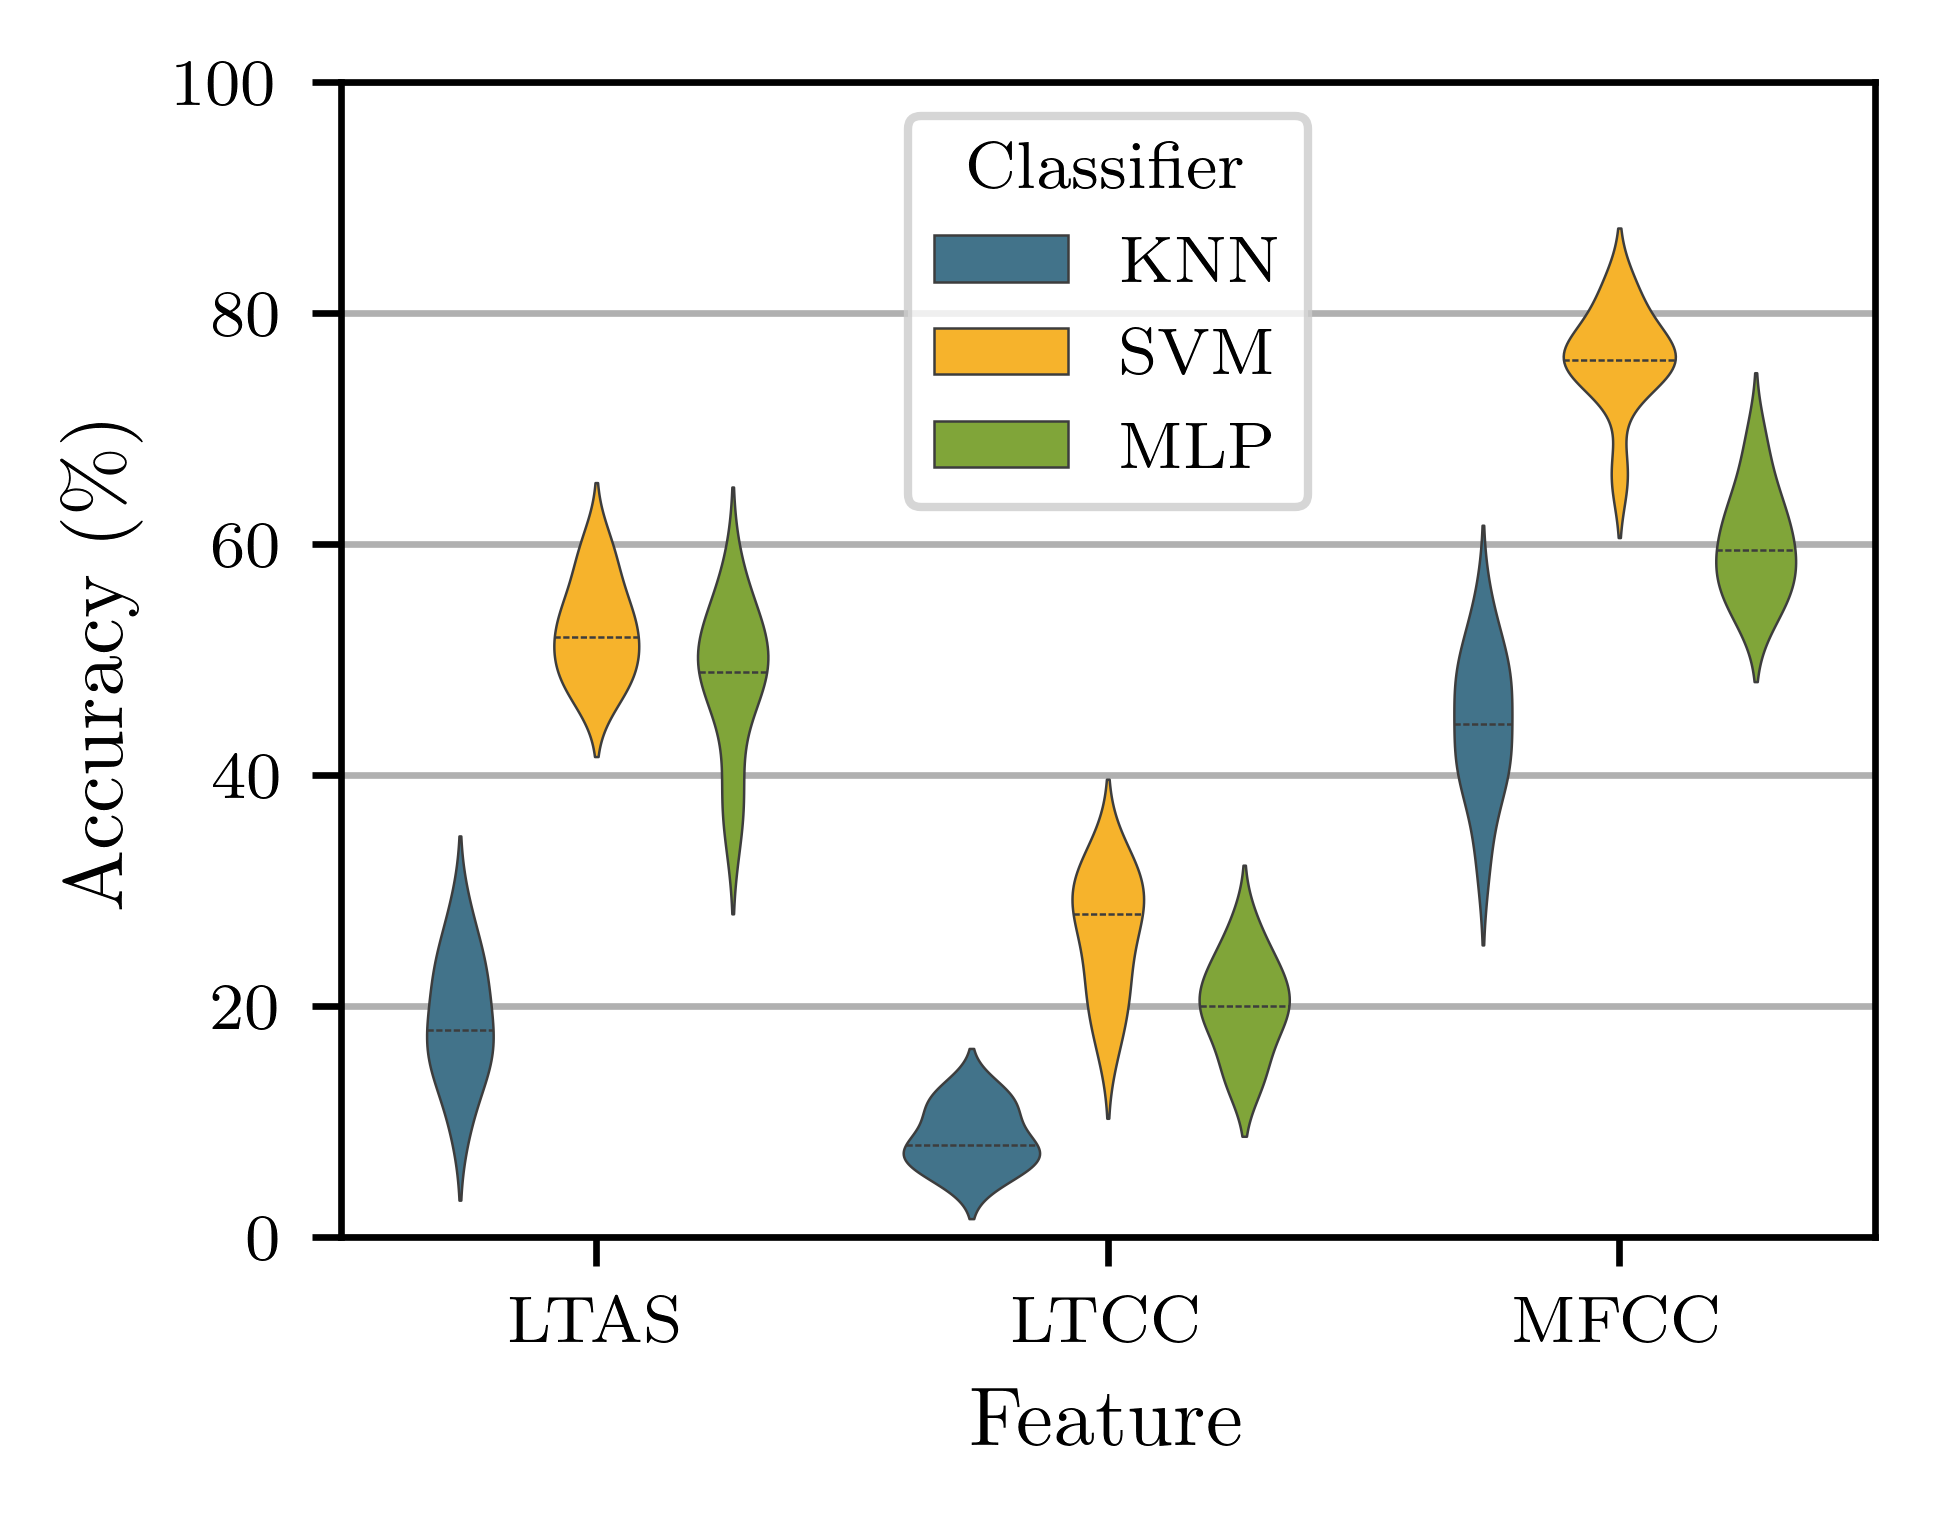 100
80
60
40
20
0
Accuracy (%)
Classifier
KNN
SVM
MLP
LTAS LTCC MFCC
Feature